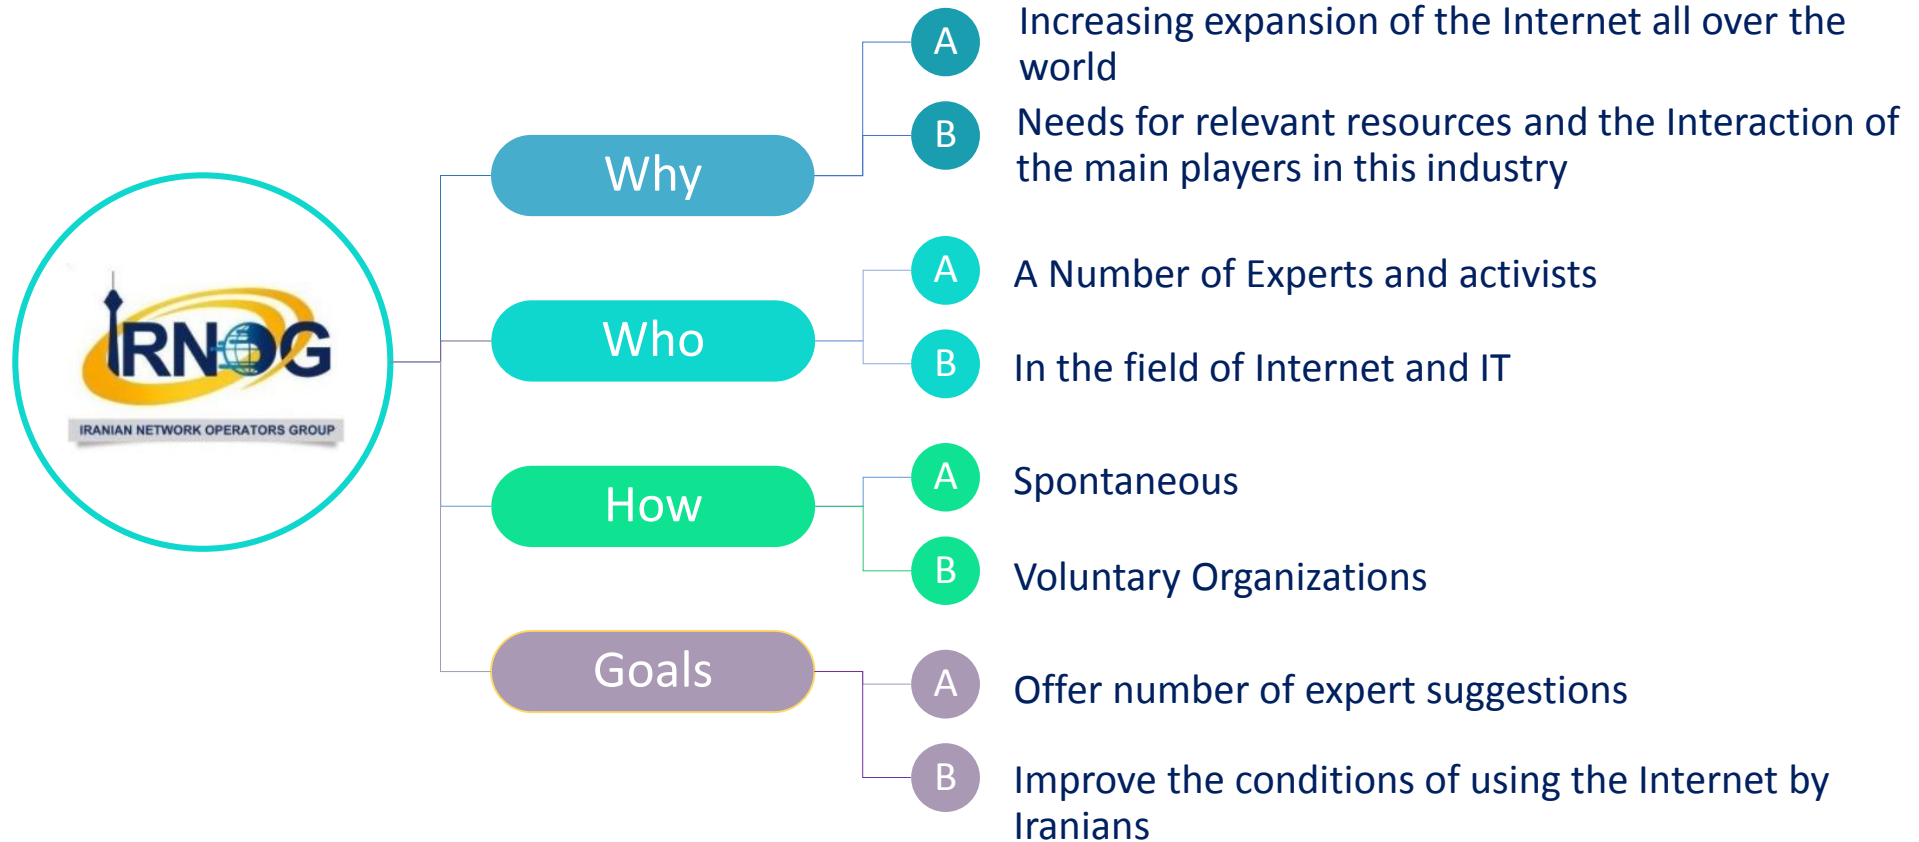 IRNOG
IRANIAN NETWORK OPERATORS GROUP
Why
A
Increasing expansion of the Internet all over the
world
B
Needs for relevant resources and the Interaction of
the main players in this industry
Who
A
A Number of Experts and activists
B
In the field of Internet and IT
How
A
Spontaneous
B
Voluntary Organizations
Goals
A
Offer number of expert suggestions
B
Improve the conditions of using the Internet by
Iranians